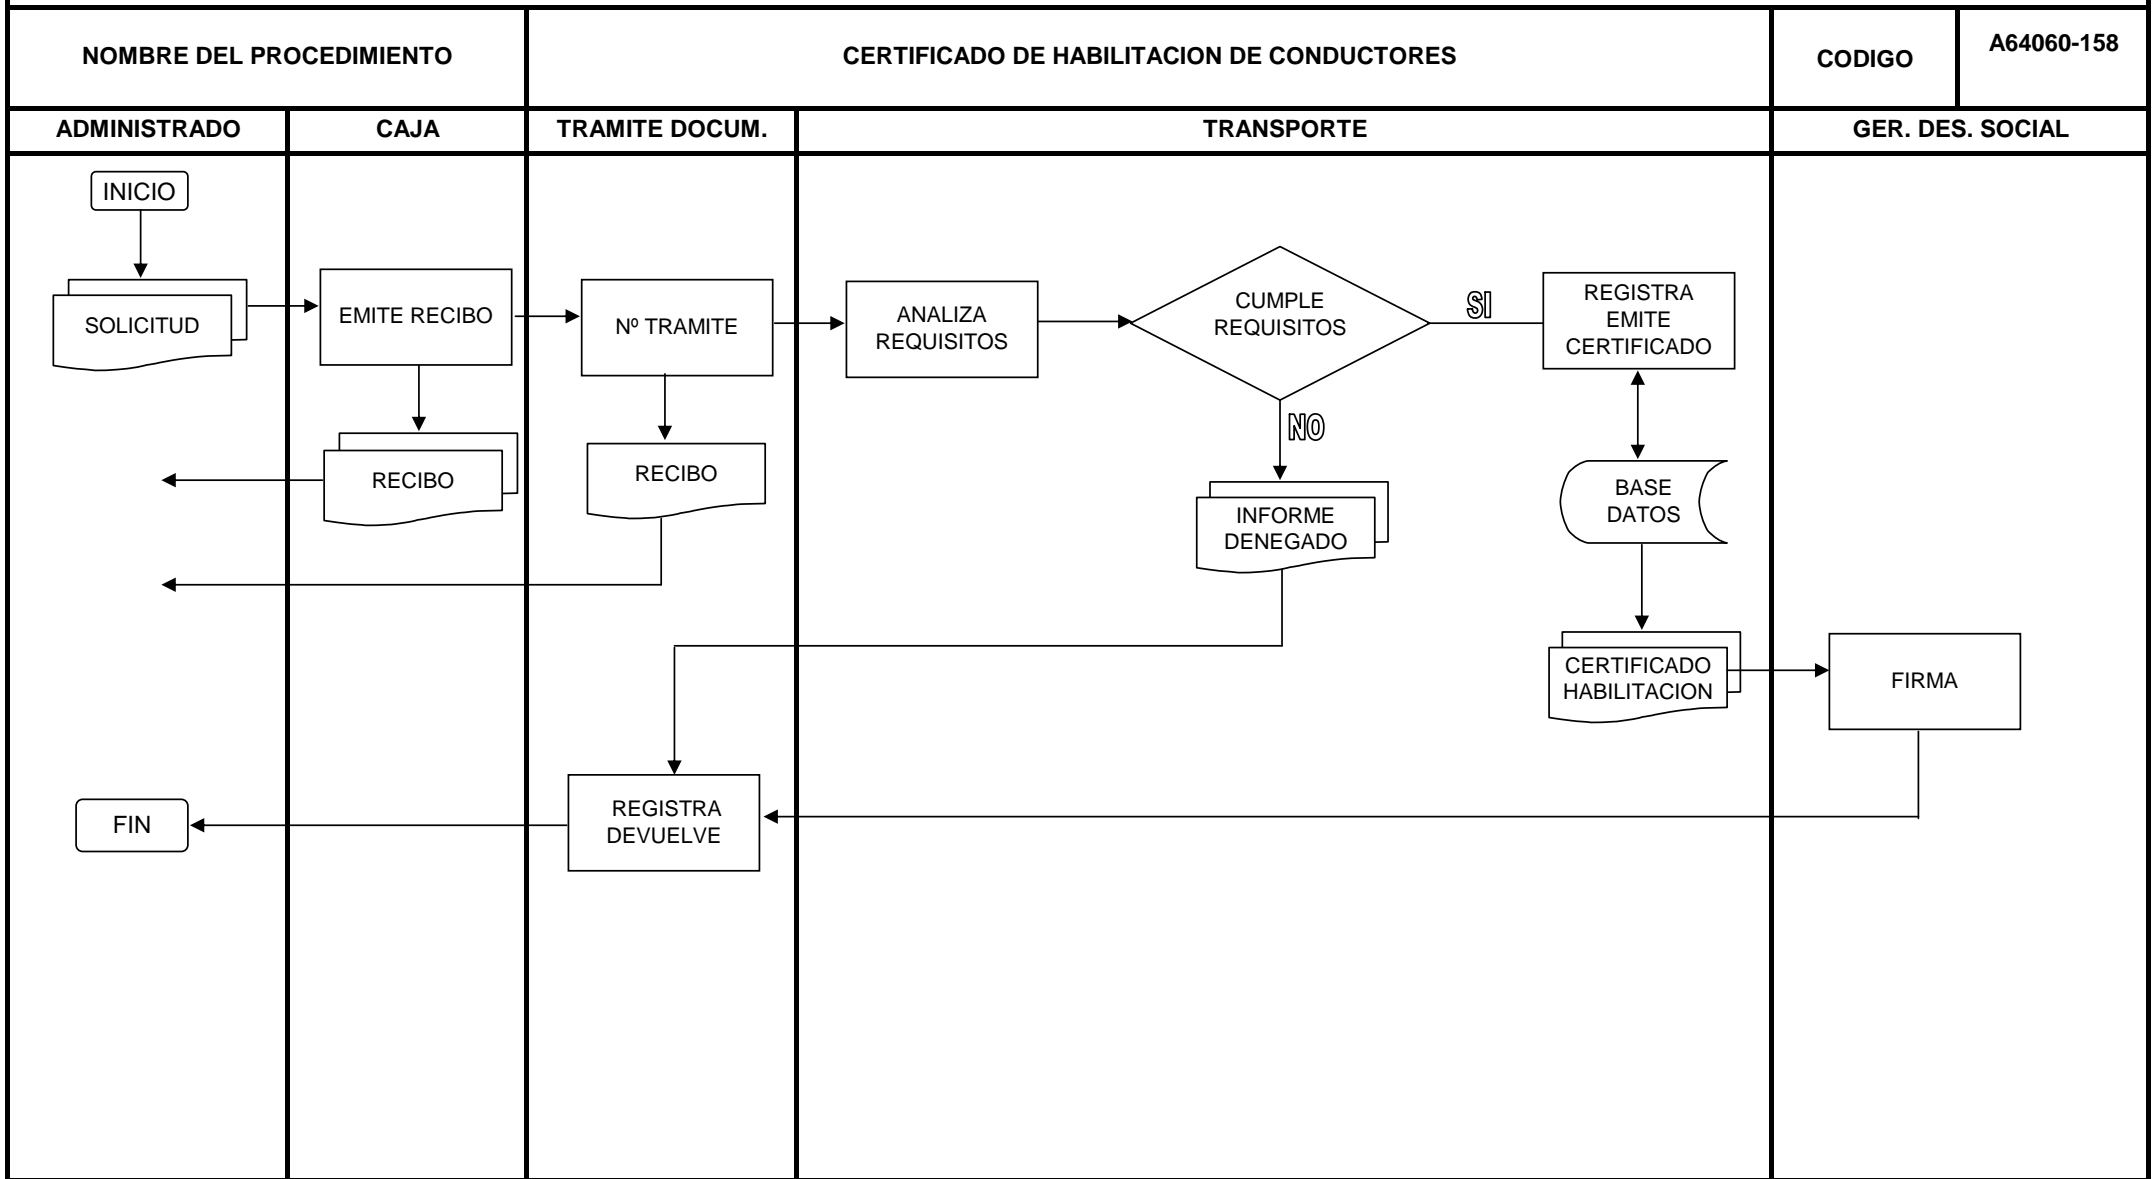 NOMBRE DEL PROCEDIMIENTO
CERTIFICADO DE HABILITACION DE CONDUCTORES
CODIGO
A64060-158
ADMINISTRADO
CAJA
TRAMITE DOCUM.
TRANSPORTE
GER. DES. SOCIAL
INICIO
SOLICITUD
EMITE RECIBO
Nº TRAMITE
ANALIZA
REQUISITOS
CUMPLE
REQUISITOS
SI
REGISTRA
EMITE
CERTIFICADO
NO
RECIBO
RECIBO
INFORME
DENEGADO
BASE
DATOS
CERTIFICADO
HABILITACION
FIRMA
REGISTRA
DEVUELVE
FIN